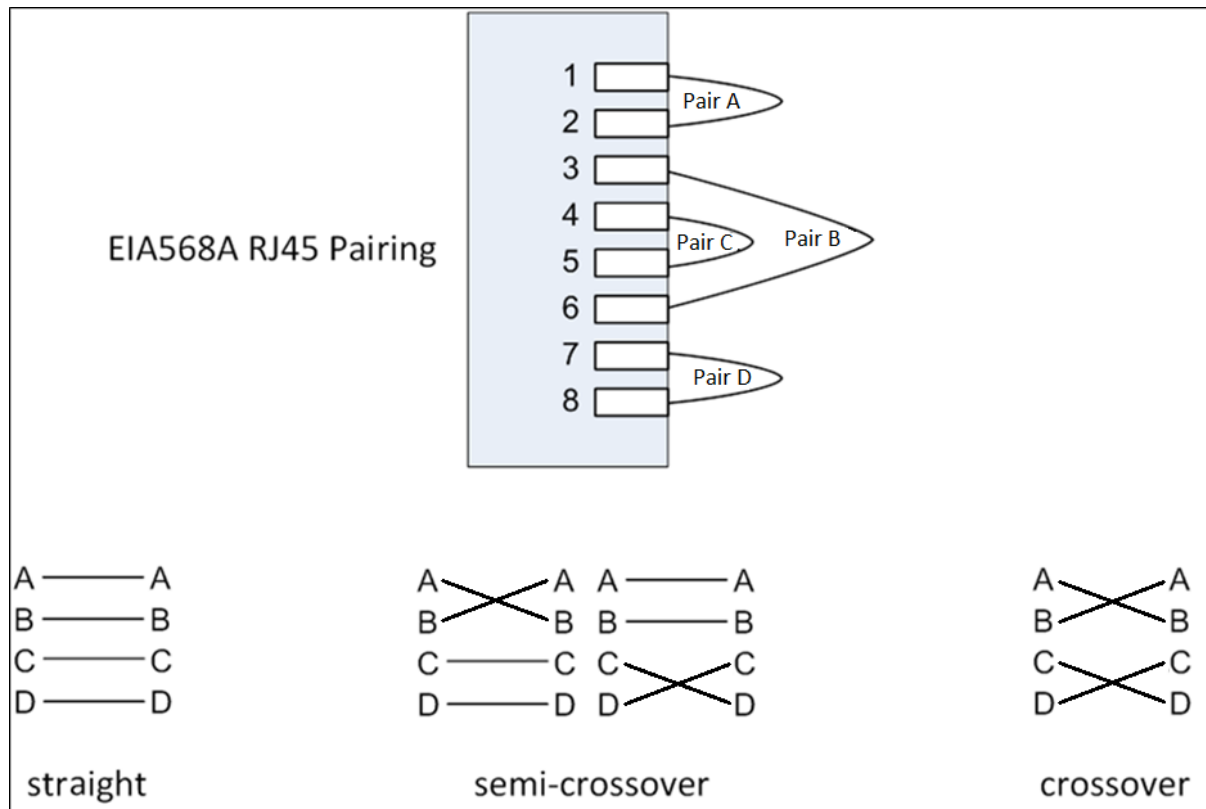 1
Pair A
2
3
4
EIA568A RJ45 Pairing
Pair C
Pair B
5
6
7
Pair D
8
A A A A A A A A
B B B B B B B B
C C C C C C C C
D D D D D D D D
straight semi-crossover crossover